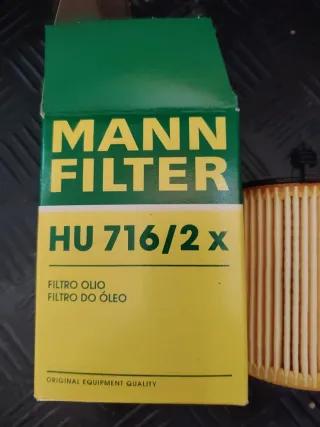 MANN
FILTER
HU 716/2 x
FILTRO OLIO
FILTRO DO ÓLEO
ORIGINAL EQUIPMENT QUALITY